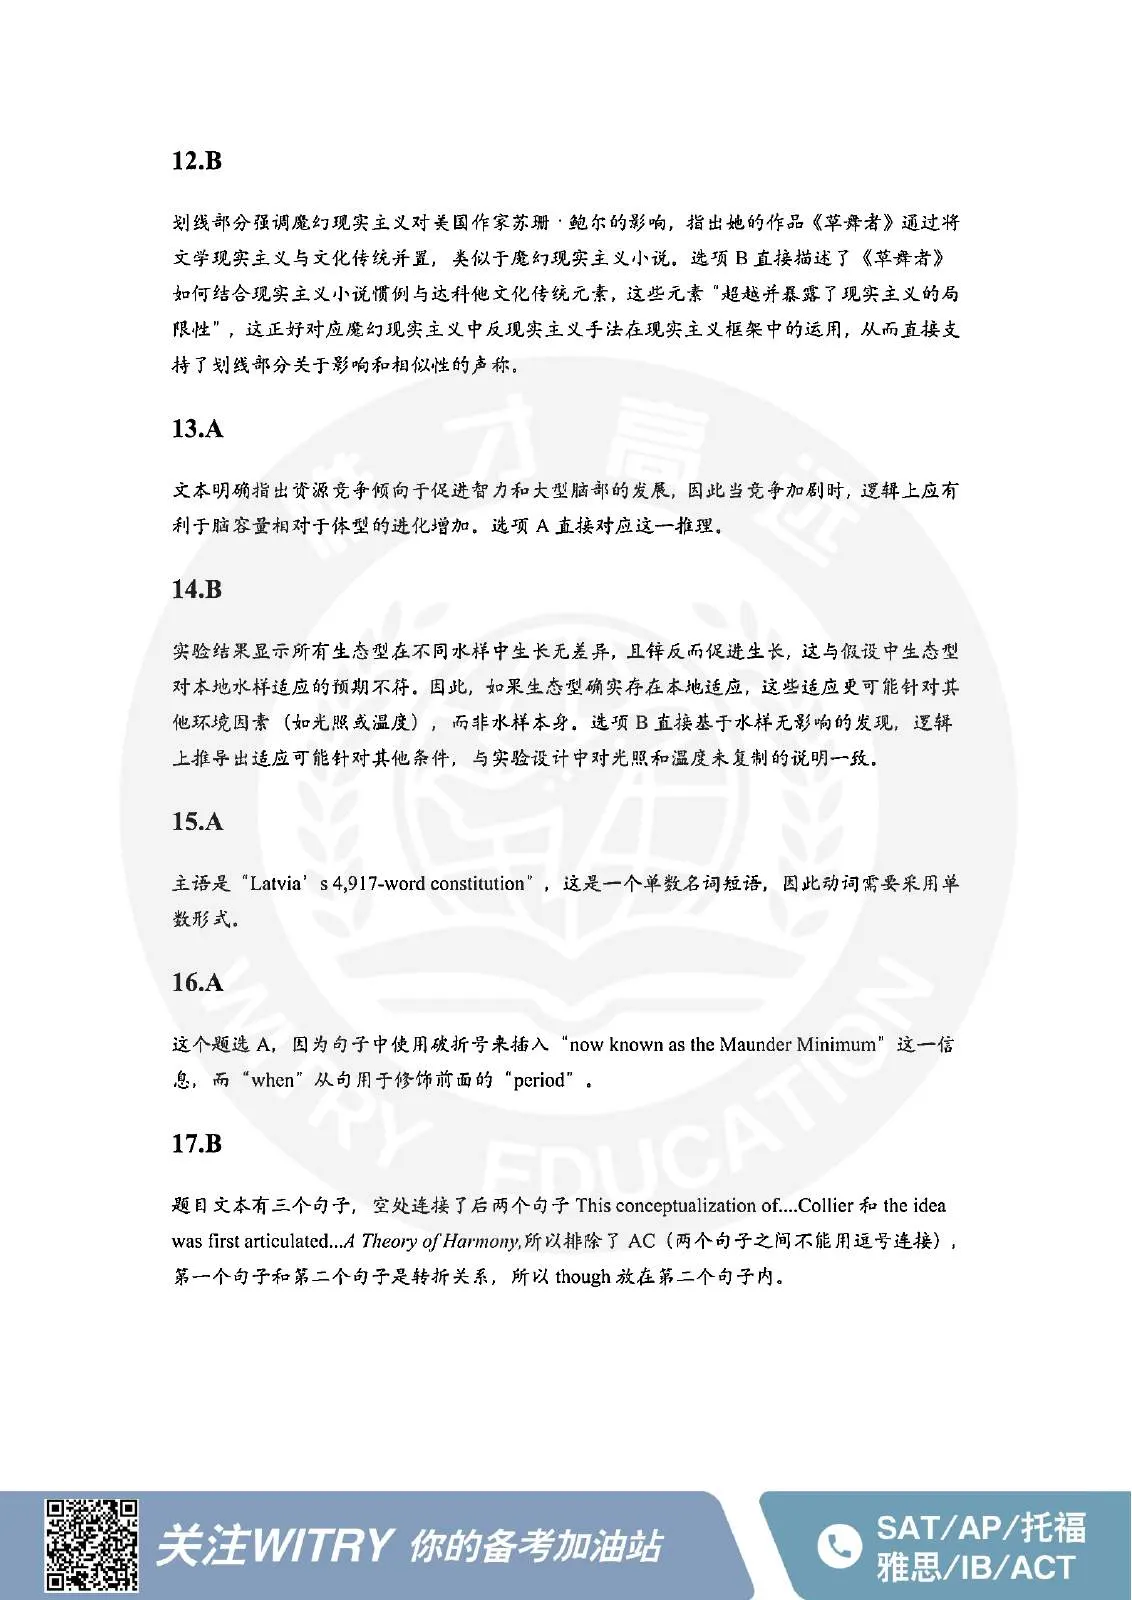 12.B
划线部分强调魔幻现实主义对美国作家苏珊·鲍尔的影响，指出她的作品《草舞者》通过将
文学现实主义与文化传统并置，类似于魔幻现实主义小说。选项 B 直接描述了《草舞者》
如何结合现实主义小说惯例与达科他文化传统元素，这些元素“超越并暴露了现实主义的局
限性”，这正好对应魔幻现实主义中反现实主义手法在现实主义框架中的运用，从而直接支
持了划线部分关于影响和相似性的声称。
13.A
文本明确指出资源竞争倾向于促进智力和大型脑部的发展，因此当竞争加剧时，逻辑上应有
利于脑容量相对于体型的进化增加。选项 A 直接对应这一推理。
14.B
实验结果显示所有生态型在不同水样中生长无差异，且锌反而促进生长，这与假设中生态型
对本地水样适应的预期不符。因此，如果生态型确实存在本地适应，这些适应更可能针对其
他环境因素（如光照或温度），而非水样本身。选项 B 直接基于水样无影响的发现，逻辑
上推导出适应可能针对其他条件，与实验设计中对光照和温度未复制的说明一致。
15.A
主语是“Latvia’s 4,917-word constitution”，这是一个单数名词短语，因此动词需要采用单
数形式。
16.A
这个题选 A，因为句子中使用破折号来插入“now known as the Maunder Minimum”这一信
息，而“when”从句用于修饰前面的“period”。
17.B
题目文本有三个句子，空处连接了后两个句子 This conceptualization of....Collier 和 the idea
was first articulated...A Theory of Harmony,所以排除了 AC（两个句子之间不能用逗号连接），
第一个句子和第二个句子是转折关系，所以 though 放在第二个句子内。
胜才高远
WITRY EDUCATION
关注WITRY 你的备考加油站
SAT/AP/托福
雅思/IB/ACT